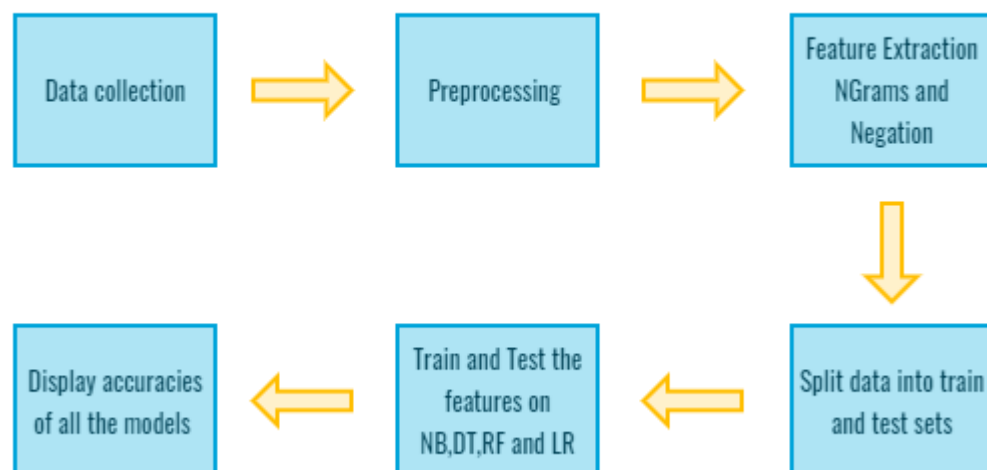 Data collection
Preprocessing
Feature Extraction
NGrams and
Negation
Split data into train
and test sets
Train and Test the
features on
NB,DT,RF and LR
Display accuracies
of all the models